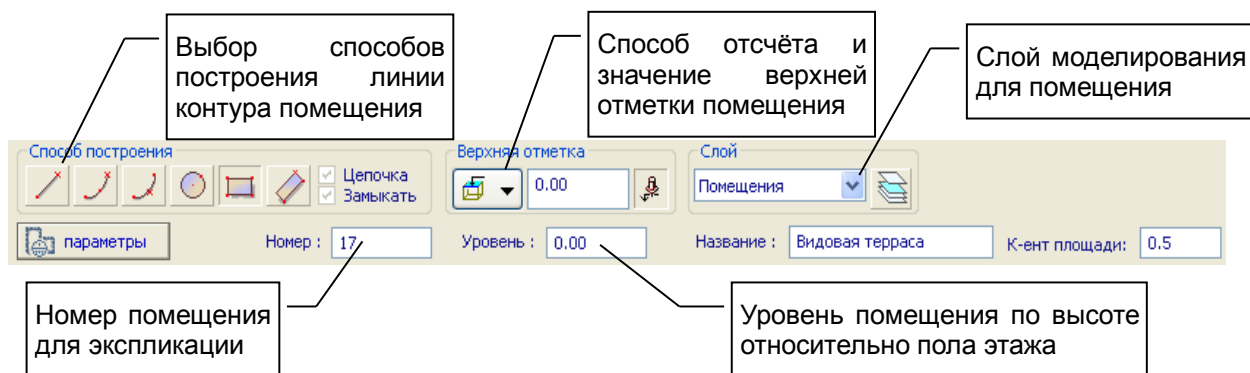 Выбор способов
построения линии
контура помещения
Способ отсчёта и
значение верхней
отметки помещения
Слой моделирования
для помещения
Способ построения
Цепочка
Замыкать
Верхняя отметка
0.00
Слой
Помещения
параметры
Номер : 17
Уровень : 0.00
Название : Видовая терраса
К-ент площади: 0.5
Номер помещения
для экспликации
Уровень помещения по высоте
относительно пола этажа